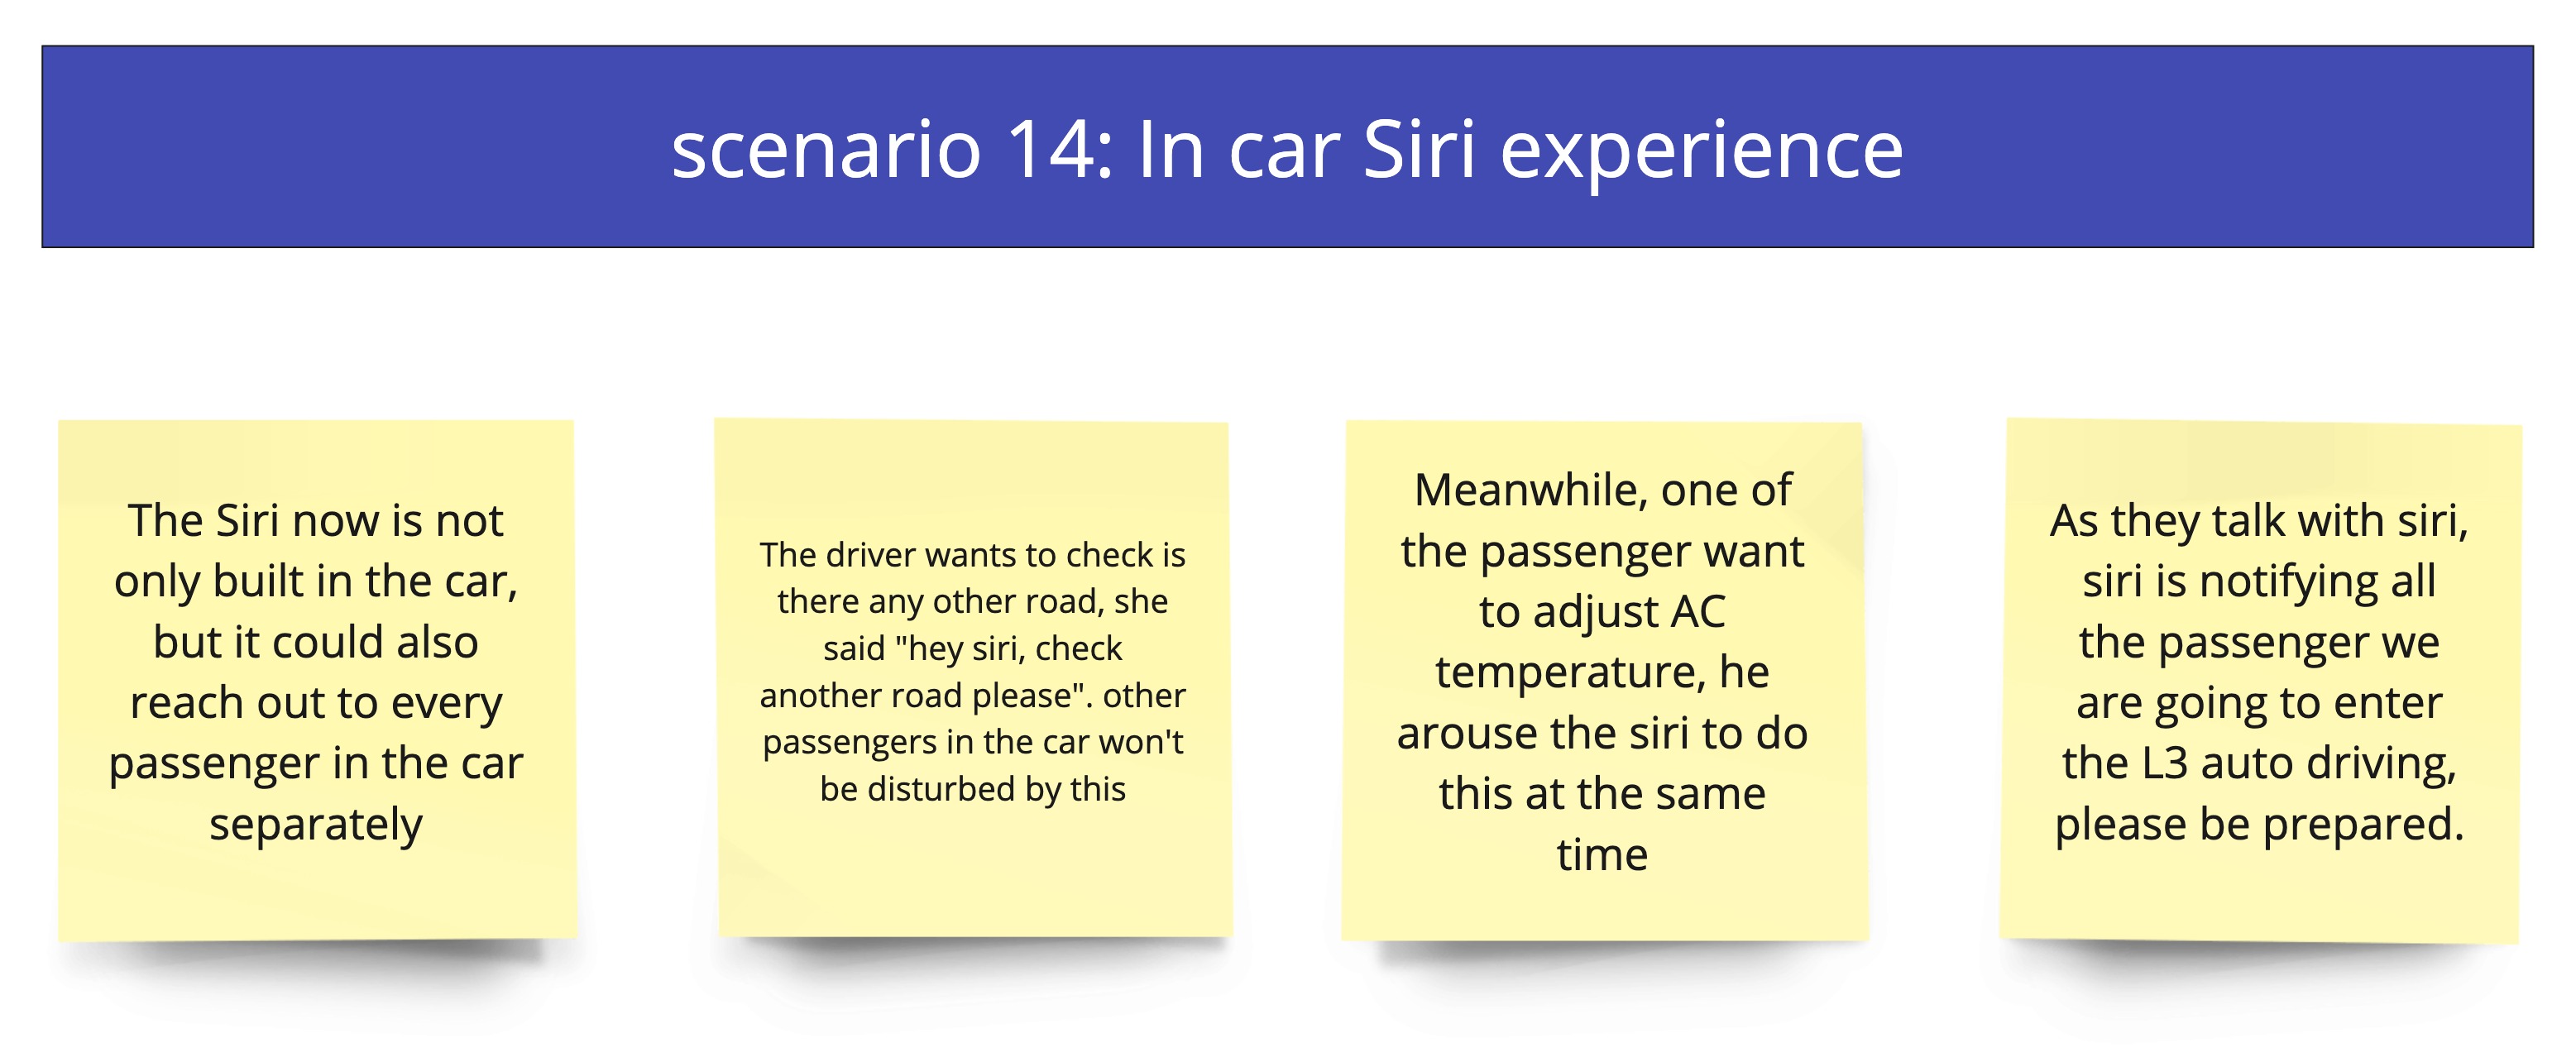 scenario 14: In car Siri experience
The Siri now is not
only built in the car,
but it could also
reach out to every
passenger in the car
separately
The driver wants to check is
there any other road, she
said "hey siri, check
another road please". other
passengers in the car won't
be disturbed by this
Meanwhile, one of
the passenger want
to adjust AC
temperature, he
arouse the siri to do
this at the same
time
As they talk with siri,
siri is notifying all
the passenger we
are going to enter
the L3 auto driving,
please be prepared.